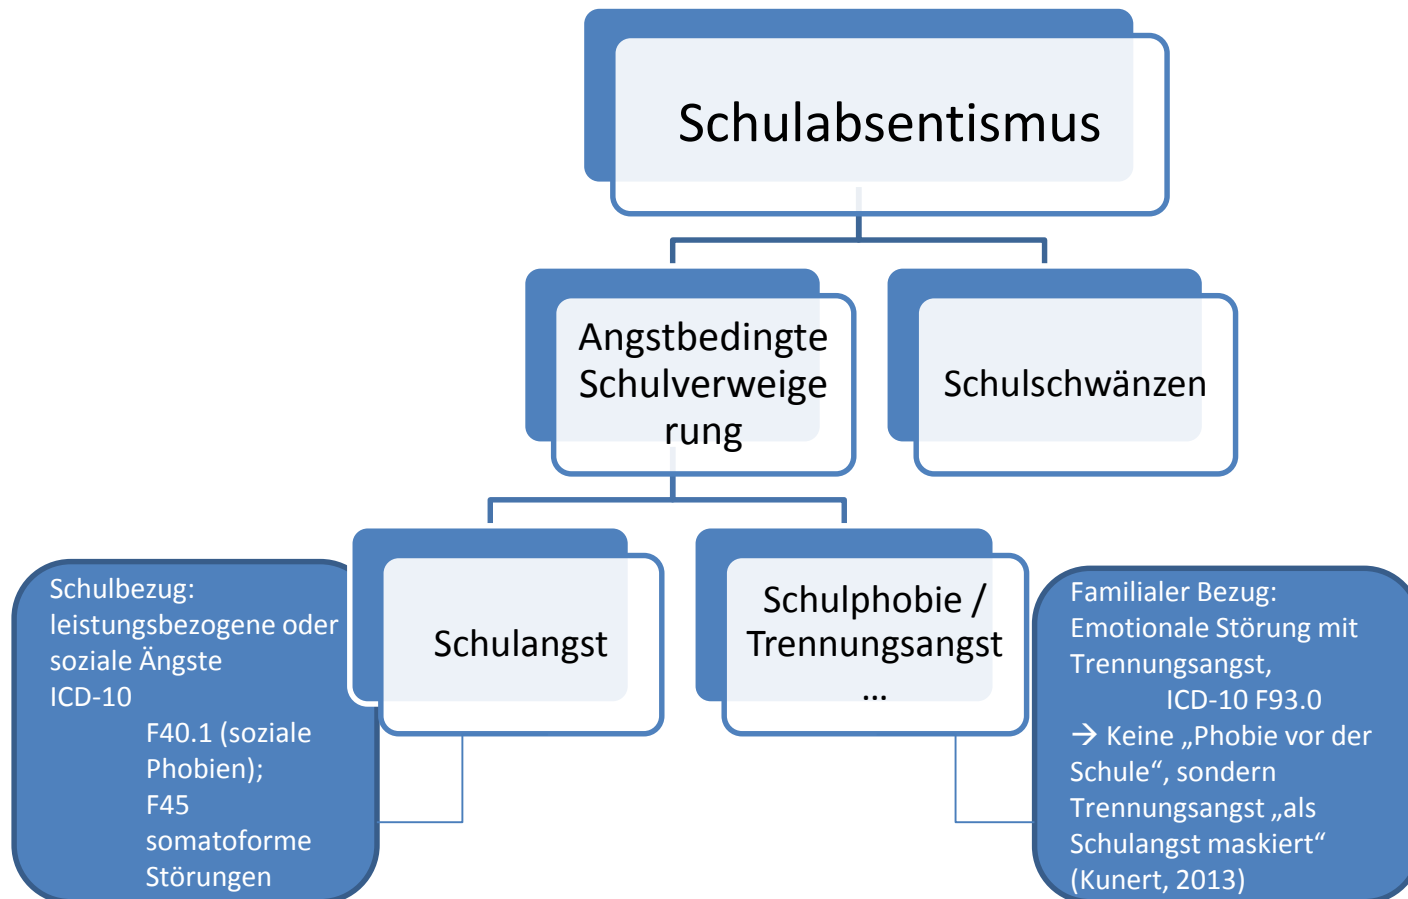 Schulabsentismus
Angstbedingte
Schulverweige
rung
Schulschwänzen
Schulangst
Schulphobie /
Trennungsangst
...
Schulbezug:
leistungsbezogene oder
soziale Ängste
ICD-10
F40.1 (soziale
Phobien);
F45
somatoforme
Störungen
Familialer Bezug:
Emotionale Störung mit
Trennungsangst,
ICD-10 F93.0
→ Keine „Phobie vor der
Schule“, sondern
Trennungsangst „als
Schulangst maskiert“
(Kunert, 2013)